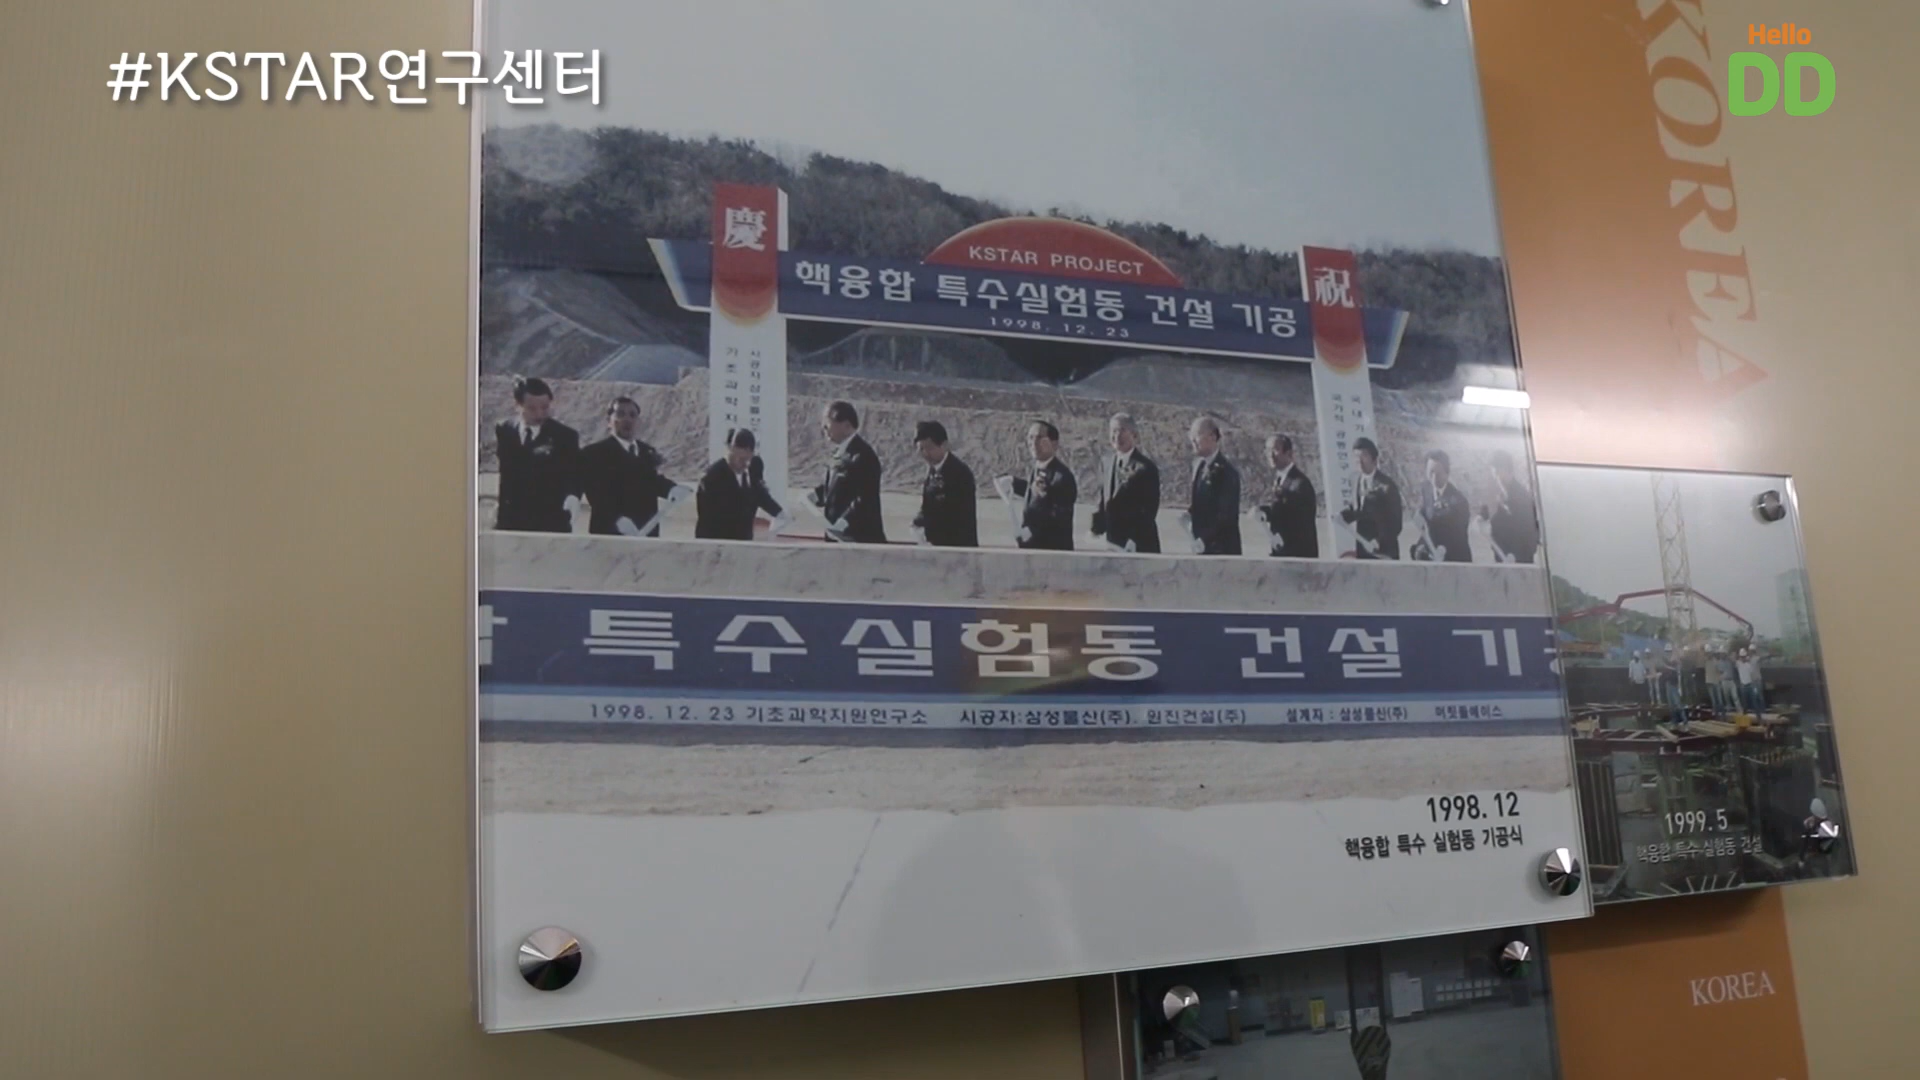 #KSTAR연구센터
Hello
DD
KOREA
慶
祝
KSTAR PROJECT
핵융합 특수실험동 건설 기공
1998. 12. 23
특수실험동 건설 기공
1998. 12. 23 기초과학지원연구소 시공자:삼성물산(주). 원진건설(주) 설계자 : 삼성물산(주)
1998. 12
핵융합 특수 실험동 기공식
1999. 5
핵융합 특수 실험동 건설
KOREA